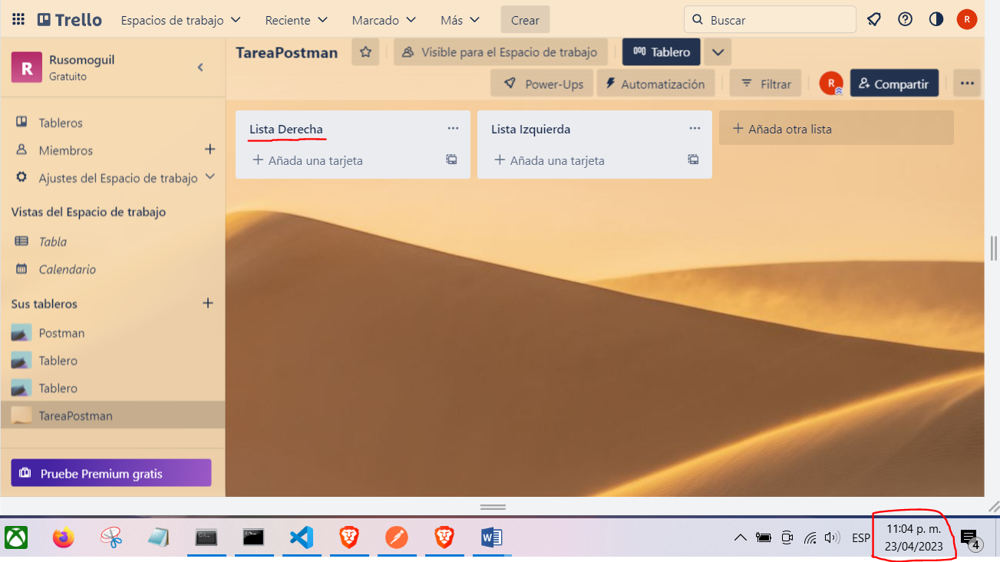 Trello Espacios de trabajo Reciente Marcado Más Crear Buscar R
R Rusomoguil
Gratuito
TareaPostman Visible para el Espacio de trabajo Tablero
Power-Ups Automatización Filtrar R Compartir
Tableros
Miembros
Ajustes del Espacio de trabajo
Vistas del Espacio de trabajo
Tabla
Calendario
Sus tableros
Postman
Tablero
Tablero
TareaPostman
Pruebe Premium gratis
Lista Derecha
Añada una tarjeta
Lista Izquierda
Añada una tarjeta
Añada otra lista
ESP 11:04 p. m.
23/04/2023
4